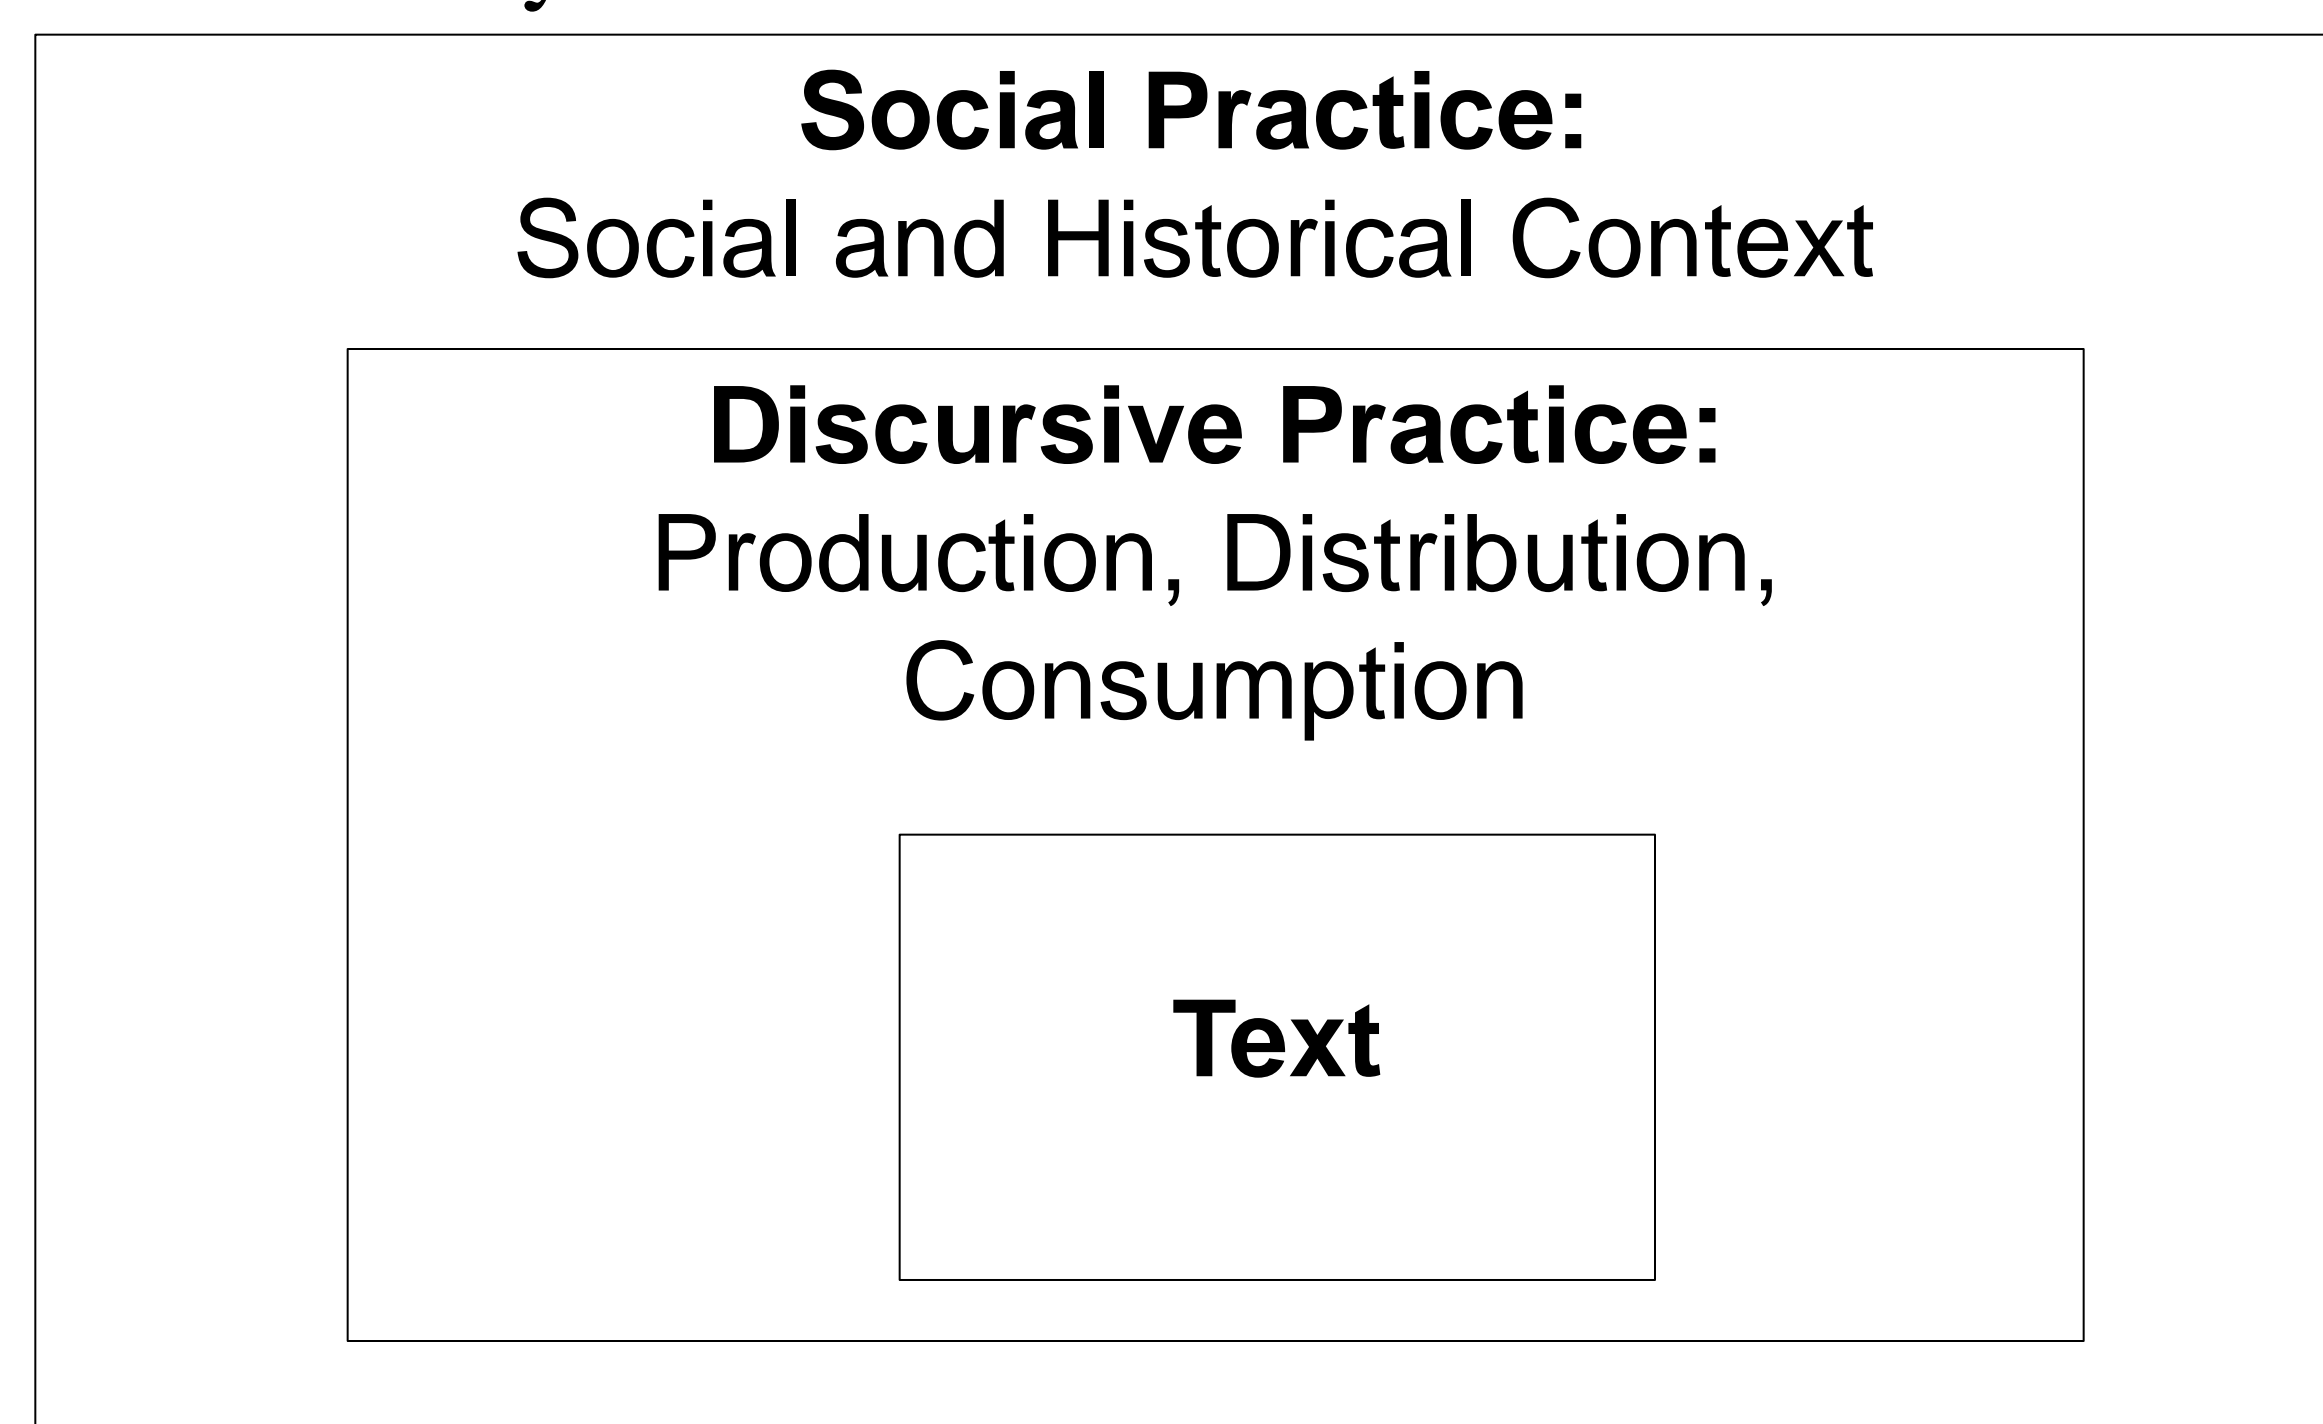 Social Practice:
Social and Historical Context
Discursive Practice:
Production, Distribution,
Consumption
Text